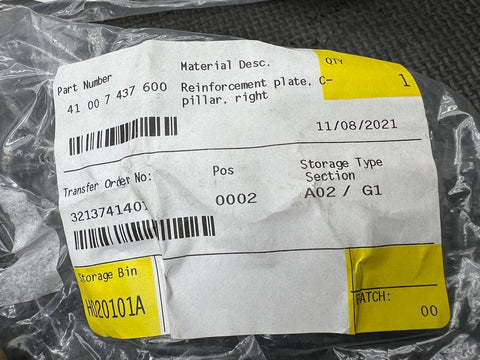 Part Number
41 00 7 437 600
Material Desc.
Reinforcement plate, C-
pillar, right
QTY
1
11/08/2021
Transfer Order No:
3213741401
Pos
0002
Storage Type
Section
A02 / G1
Storage Bin
H020101A
BATCH:
00